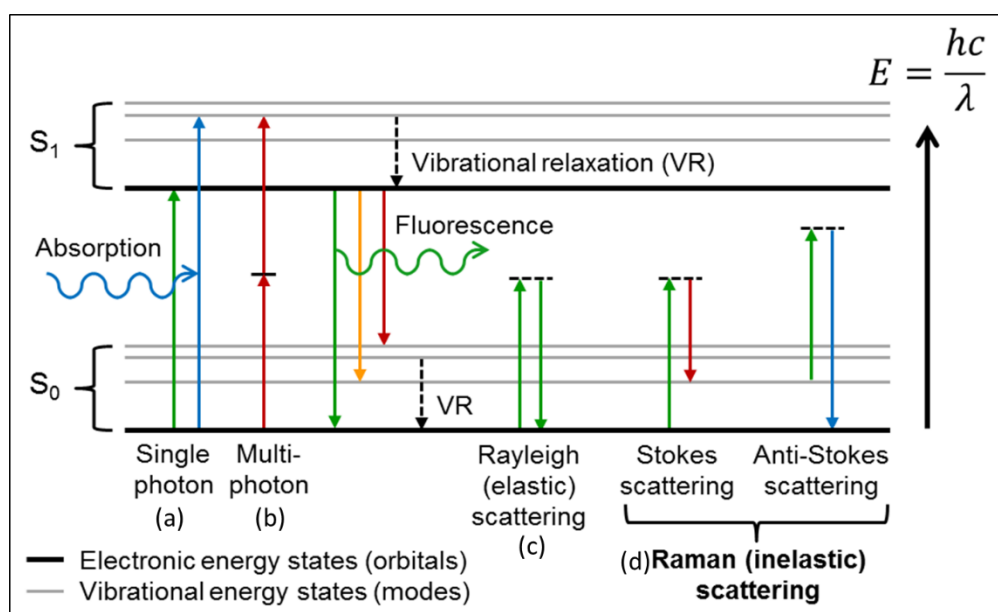 E = hc/λ
S1
Vibrational relaxation (VR)
Absorption
Fluorescence
S0
VR
Single
photon
(a)
Multi-
photon
(b)
Rayleigh
(elastic)
scattering
(c)
Stokes
scattering
Anti-Stokes
scattering
(d) Raman (inelastic)
scattering
Electronic energy states (orbitals)
Vibrational energy states (modes)